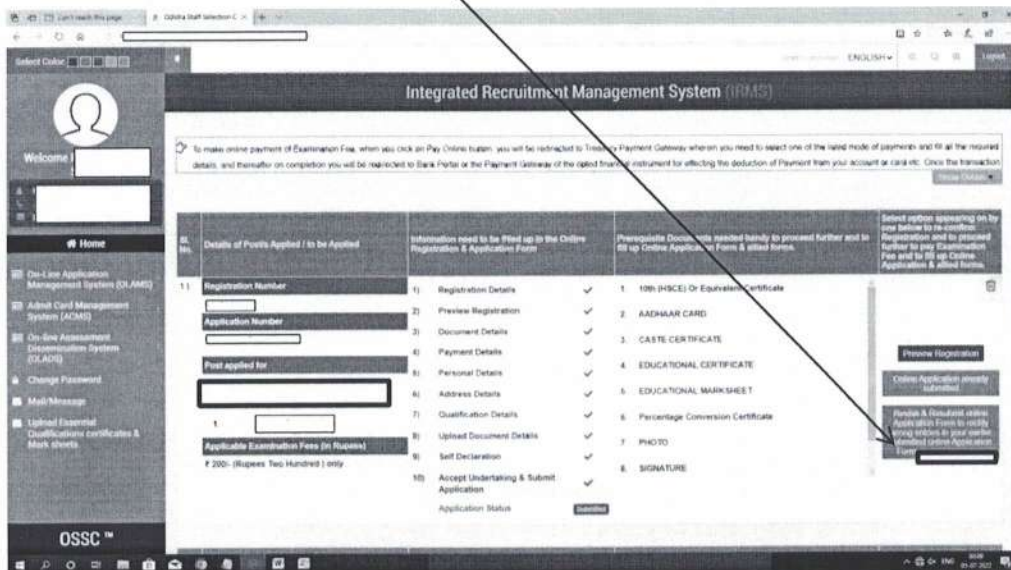 Can't reach this page
Odisha Staff Selection C
Select Color
ENGLISH
Logout
Integrated Recruitment Management System (IRMS)
Welcome
To make online payment of Examination Fee, when you click on Pay Online button, you will be redirected to Treasury Payment Gateway wherein you need to select one of the listed mode of payments and fill all the required
details, and thereafter on completion you will be redirected to Bank Portal or the Payment Gateway of the opted financial instrument for effecting the deduction of Payment from your account or card etc. Once the transaction
Home
On-Line Application
Management System (OLAMS)
Admit Card Management
System (ACMS)
On-line Assessment
Dissemination System
(OLADS)
Change Password
Mail/Message
Upload Essential
Qualifications certificates &
Mark sheets
OSSC ™
Sl. No.
Details of Post/s Applied / to be Applied
Information need to be filled up in the Online
Registration & Application Form
Prerequisite Documents needed handy to proceed further and to
fill up Online Application Form & allied forms.
Select option appearing on by
one below to re-confirm
Registration and to proceed
further to pay Examination
Fee and to fill up Online
Application & allied forms.
1)
Registration Number
Application Number
Post applied for
1.
Applicable Examination Fees (in Rupees)
₹ 200/- (Rupees Two Hundred ) only
1) Registration Details
2) Preview Registration
3) Document Details
4) Payment Details
5) Personal Details
6) Address Details
7) Qualification Details
8) Upload Document Details
9) Self Declaration
10) Accept Undertaking & Submit
Application
Application Status Submitted
1. 10th (HSCE) Or Equivalent Certificate
2. AADHAAR CARD
3. CASTE CERTIFICATE
4. EDUCATIONAL CERTIFICATE
5. EDUCATIONAL MARKSHEET
6. Percentage Conversion Certificate
7. PHOTO
8. SIGNATURE
Preview Registration
Online Application already
submitted
Revisit & Resubmit online
Application Form to rectify
wrong entries in your earlier
submitted online Application
Form
ENG
05-07-2022